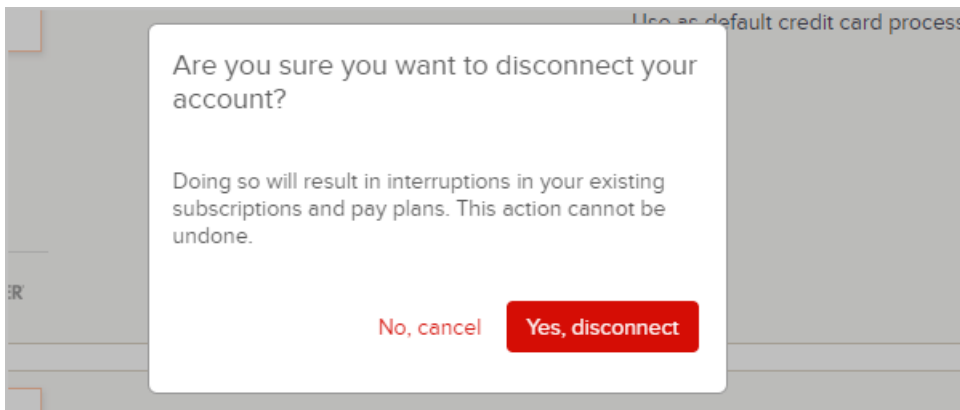 Use as default credit card process
Are you sure you want to disconnect your
account?
Doing so will result in interruptions in your existing
subscriptions and pay plans. This action cannot be
undone.
ER
No, cancel
Yes, disconnect